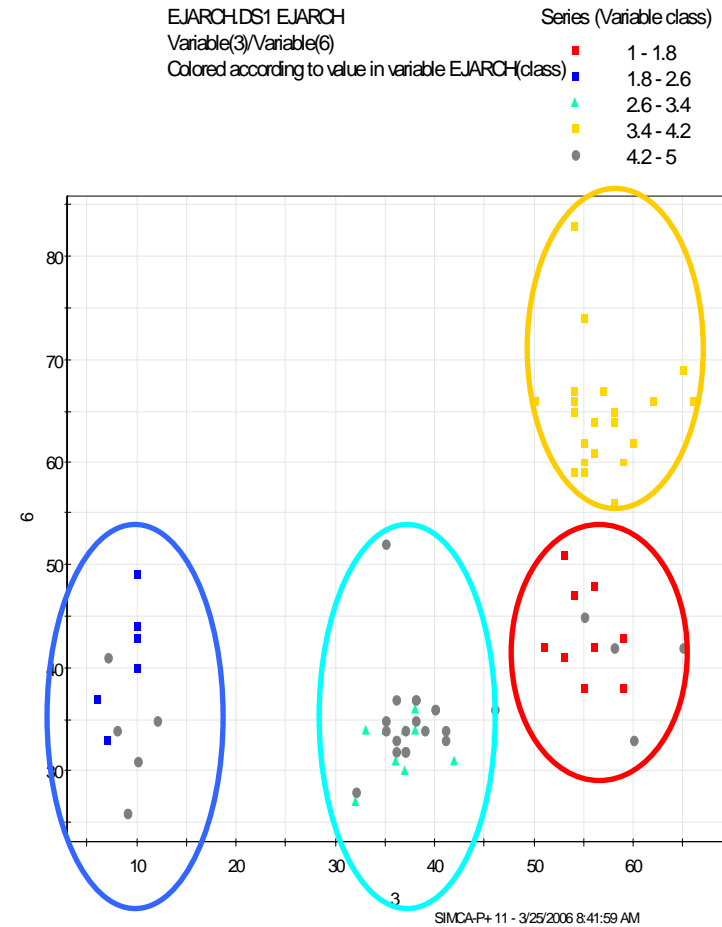 EJARCH.DS1 EJARCH
Variable(3)/Variable(6)
Colored according to value in variable EJARCH(class)
Series (Variable class)
1 - 1.8
1.8 - 2.6
2.6 - 3.4
3.4 - 4.2
4.2 - 5
80
70
60
6
50
40
30
10 20 30 40 50 60
3
SIMCA-P+ 11 - 3/25/2006 8:41:59 AM